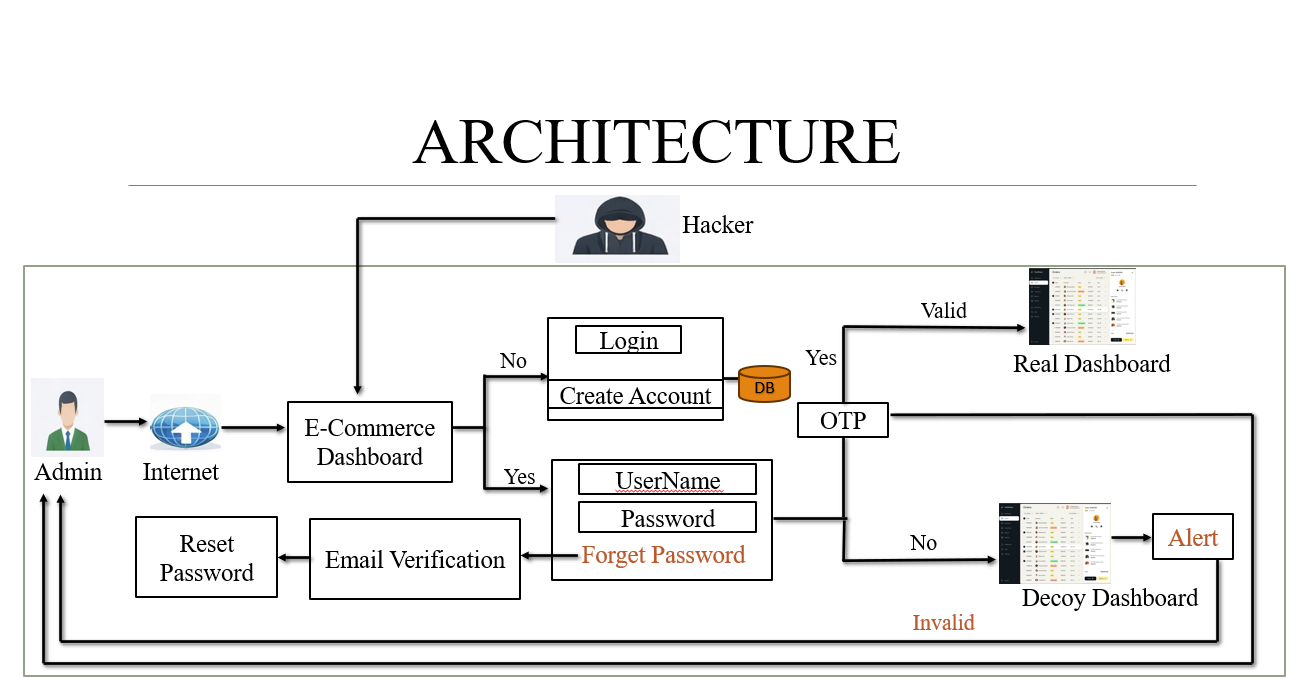 ARCHITECTURE
Hacker
Valid
Login
No
Yes
Real Dashboard
DB
Create Account
OTP
E-Commerce
Dashboard
Admin
Internet
Yes
UserName
Password
No
Alert
Reset
Password
Email Verification
Forget Password
Decoy Dashboard
Invalid